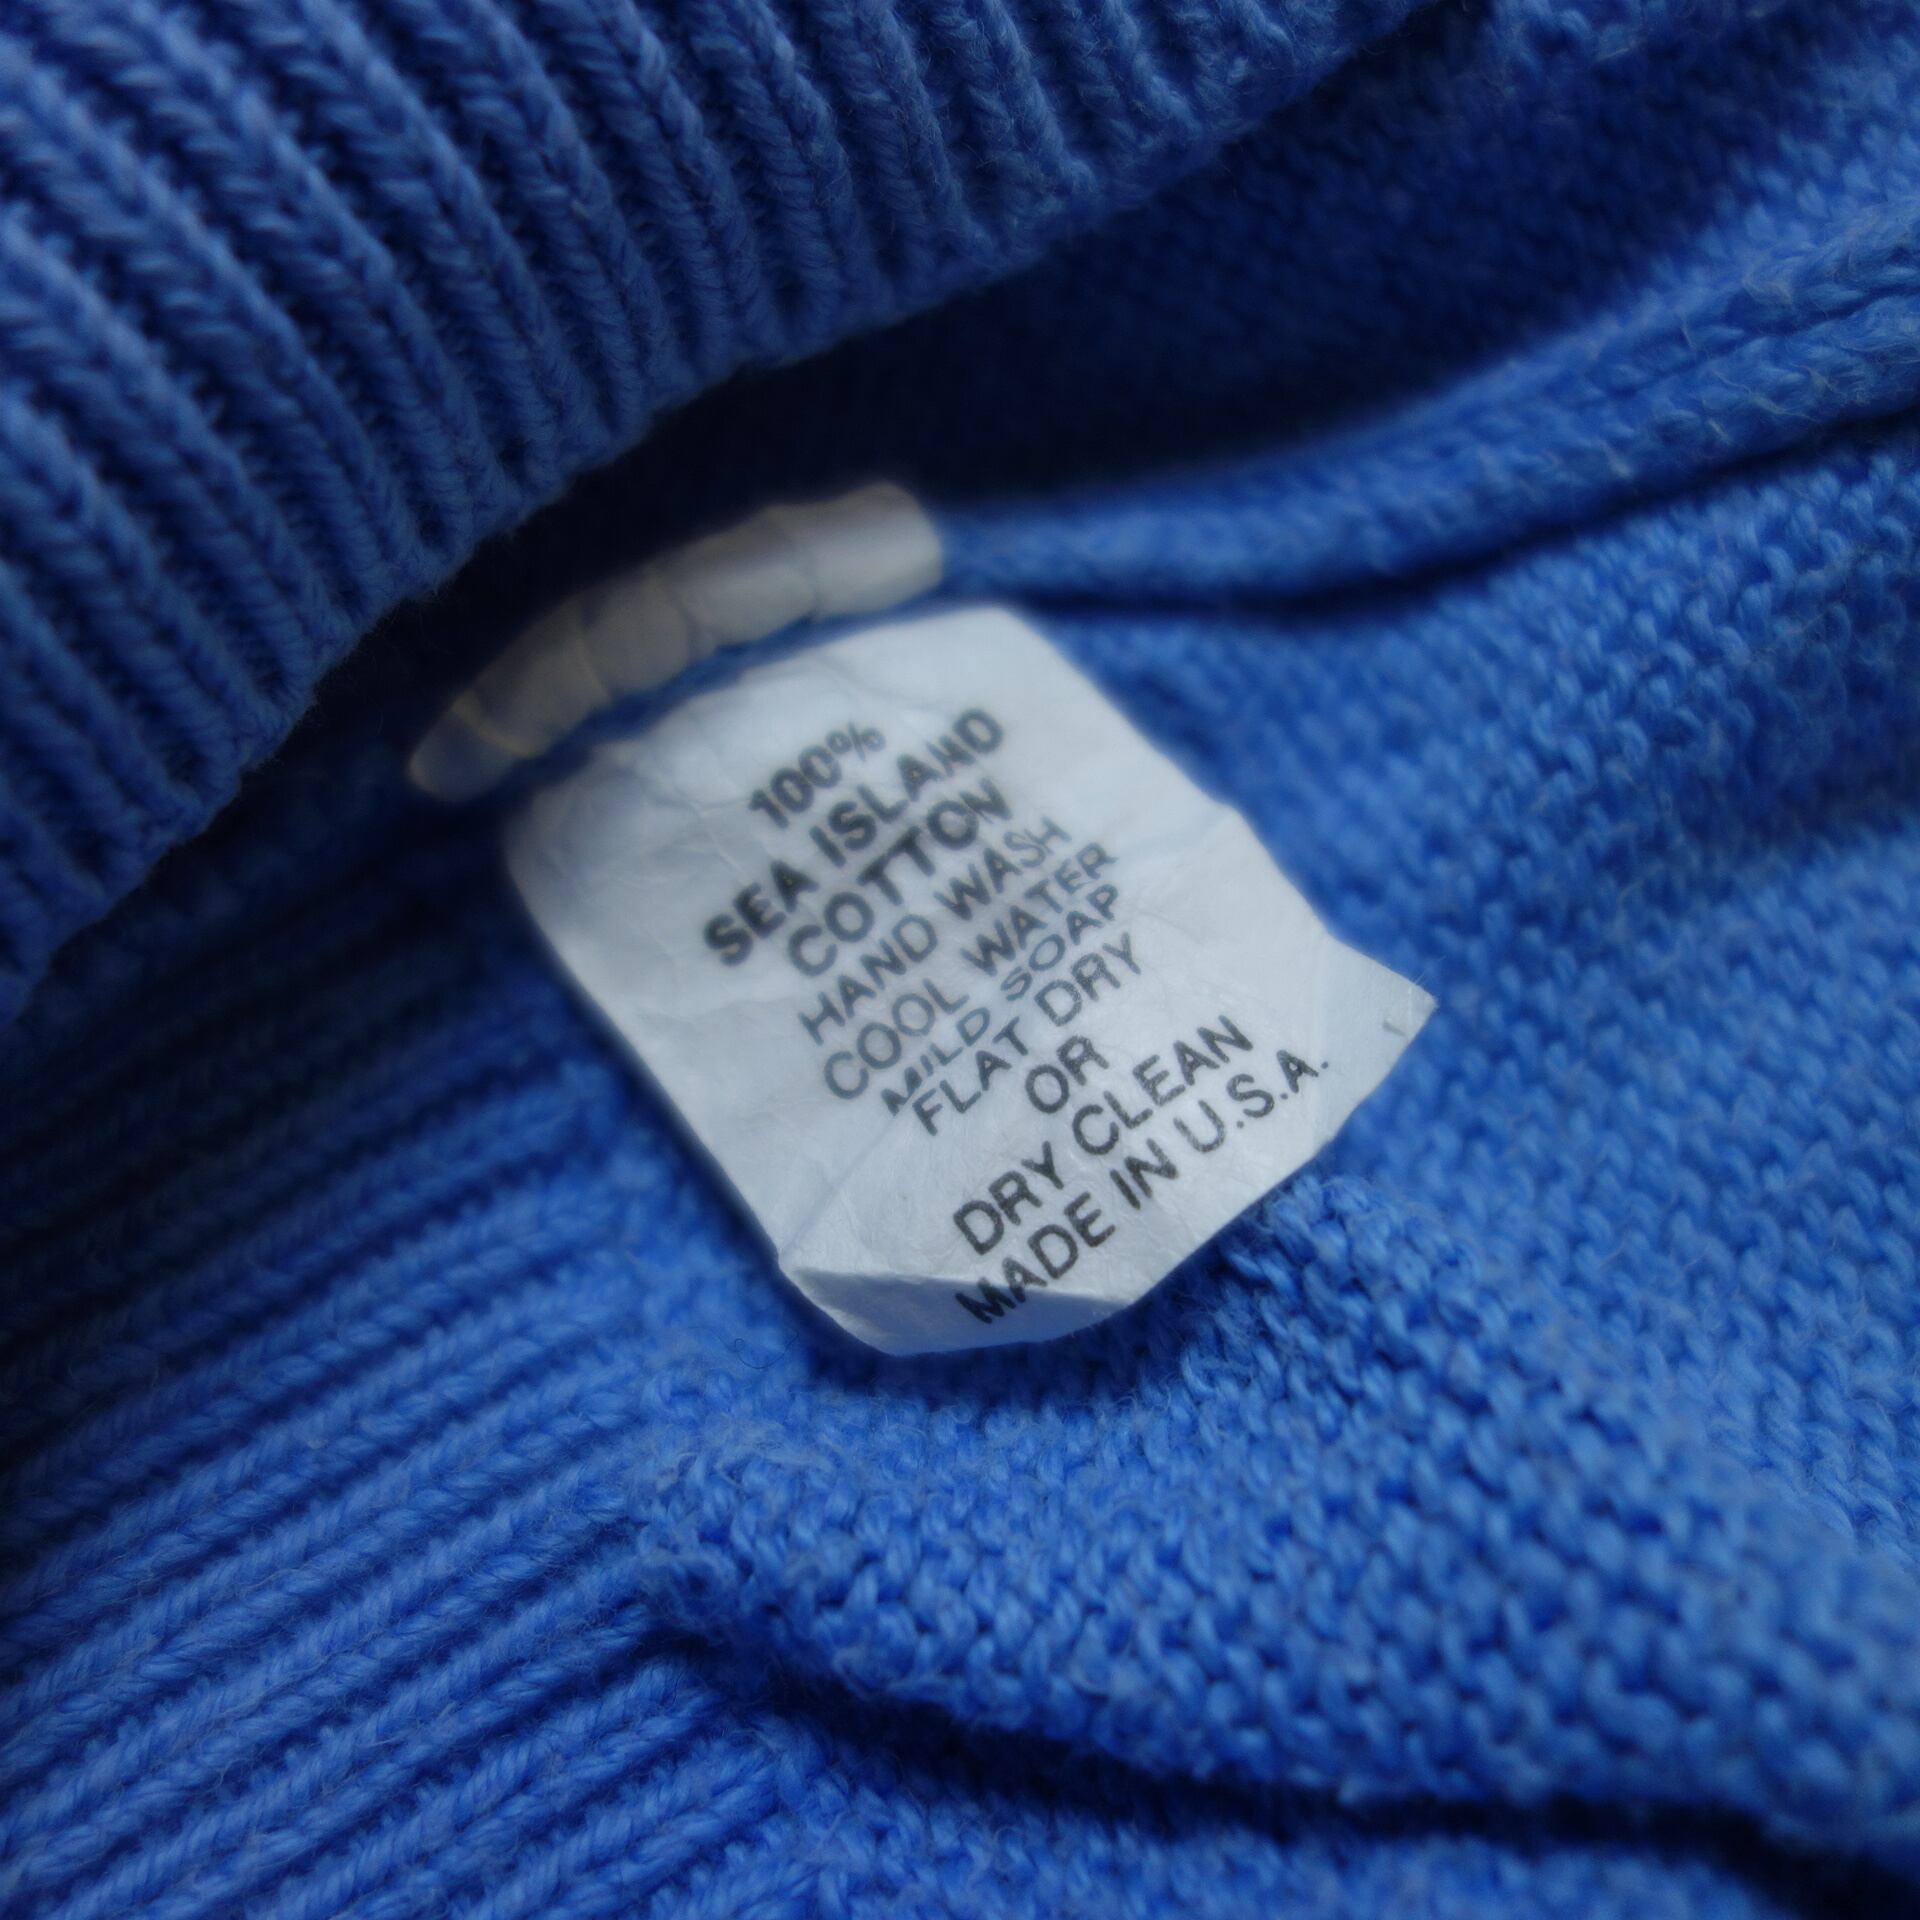 100%
SEA ISLAND
COTTON
HAND WASH
COOL WATER
MILD SOAP
FLAT DRY
OR
DRY CLEAN
MADE IN U.S.A.